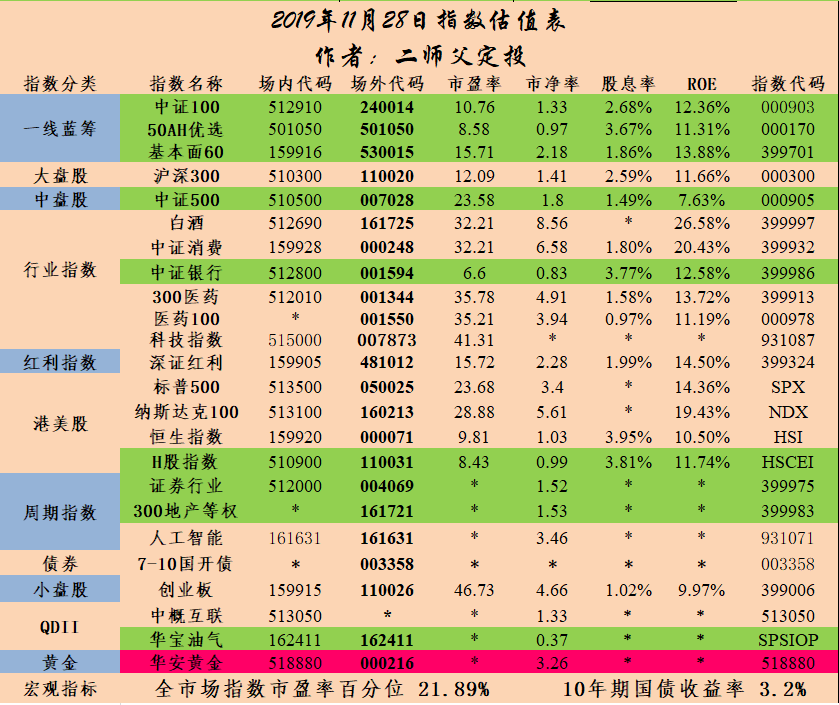 2019年11月28日指数估值表
作者：二师父定投
指数分类 指数名称 场内代码 场外代码 市盈率 市净率 股息率 ROE 指数代码
一线蓝筹 中证100 512910 240014 10.76 1.33 2.68% 12.36% 000903
50AH优选 501050 501050 8.58 0.97 3.67% 11.31% 000170
基本面60 159916 530015 15.71 2.18 1.86% 13.88% 399701
大盘股 沪深300 510300 110020 12.09 1.41 2.59% 11.66% 000300
中盘股 中证500 510500 007028 23.58 1.8 1.49% 7.63% 000905
行业指数 白酒 512690 161725 32.21 8.56 * 26.58% 399997
中证消费 159928 000248 32.21 6.58 1.80% 20.43% 399932
中证银行 512800 001594 6.6 0.83 3.77% 12.58% 399986
300医药 512010 001344 35.78 4.91 1.58% 13.72% 399913
医药100 * 001550 35.21 3.94 0.97% 11.19% 000978
科技指数 515000 007873 41.31 * * * 931087
红利指数 深证红利 159905 481012 15.72 2.28 1.99% 14.50% 399324
港美股 标普500 513500 050025 23.68 3.4 * 14.36% SPX
纳斯达克100 513100 160213 28.88 5.61 * 19.43% NDX
恒生指数 159920 000071 9.81 1.03 3.95% 10.50% HSI
H股指数 510900 110031 8.43 0.99 3.81% 11.74% HSCEI
周期指数 证券行业 512000 004069 * 1.52 * * 399975
300地产等权 * 161721 * 1.53 * * 399983
人工智能 161631 161631 * 3.46 * * 931071
债券 7-10国开债 * 003358 * * * * 003358
小盘股 创业板 159915 110026 46.73 4.66 1.02% 9.97% 399006
QDII 中概互联 513050 * * 1.33 * * 513050
华宝油气 162411 162411 * 0.37 * * SPSIOP
黄金 华安黄金 518880 000216 * 3.26 * * 518880
宏观指标 全市场指数市盈率百分位 21.89% 10年期国债收益率 3.2%